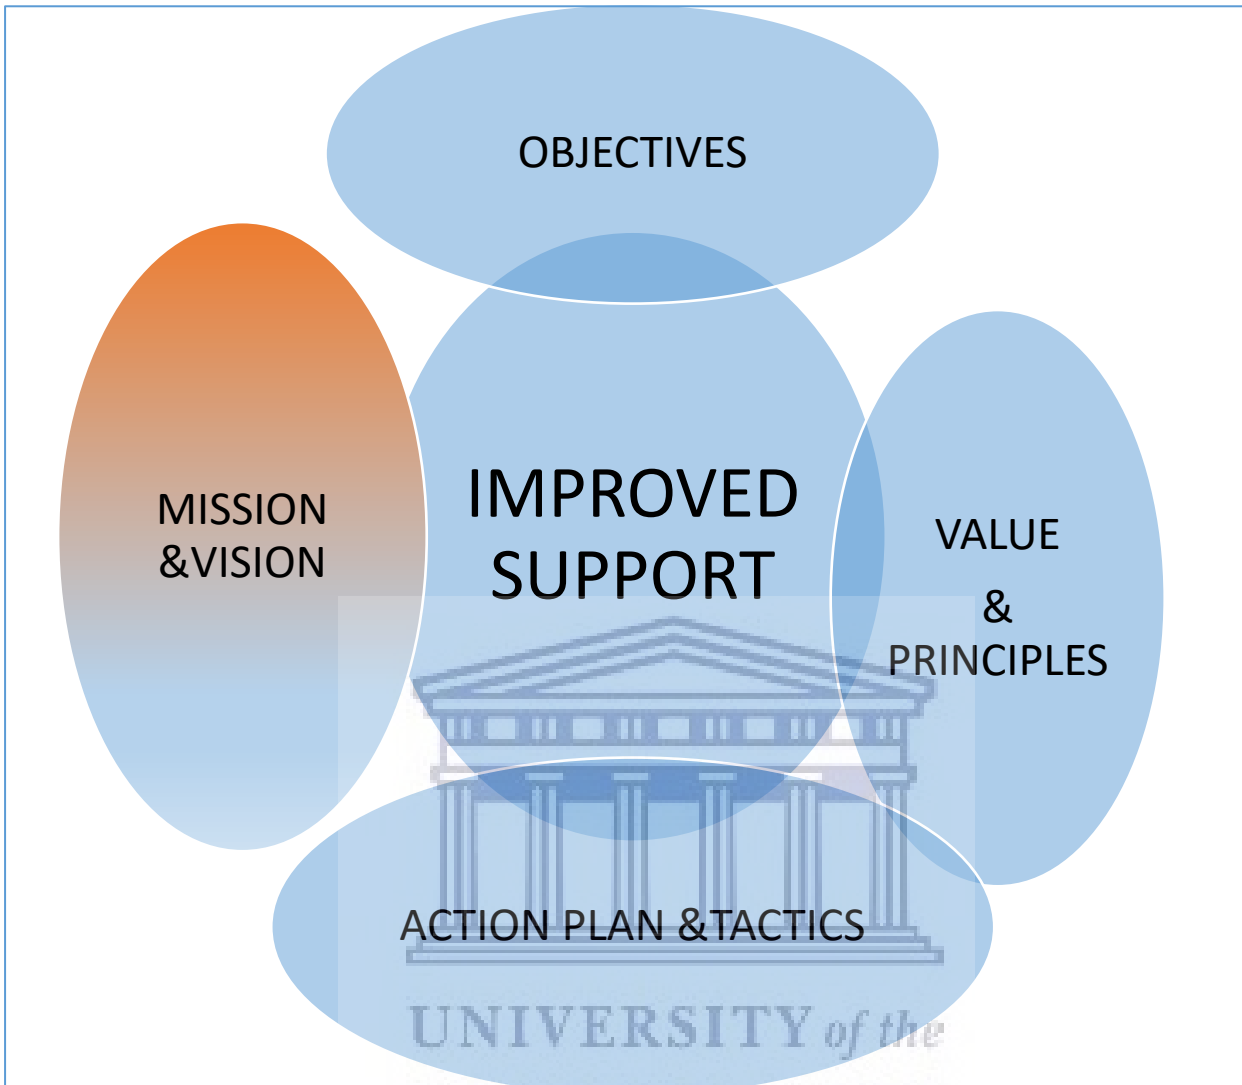 OBJECTIVES
MISSION
&VISION
IMPROVED
SUPPORT
VALUE
&
PRINCIPLES
ACTION PLAN &TACTICS
UNIVERSITY of the